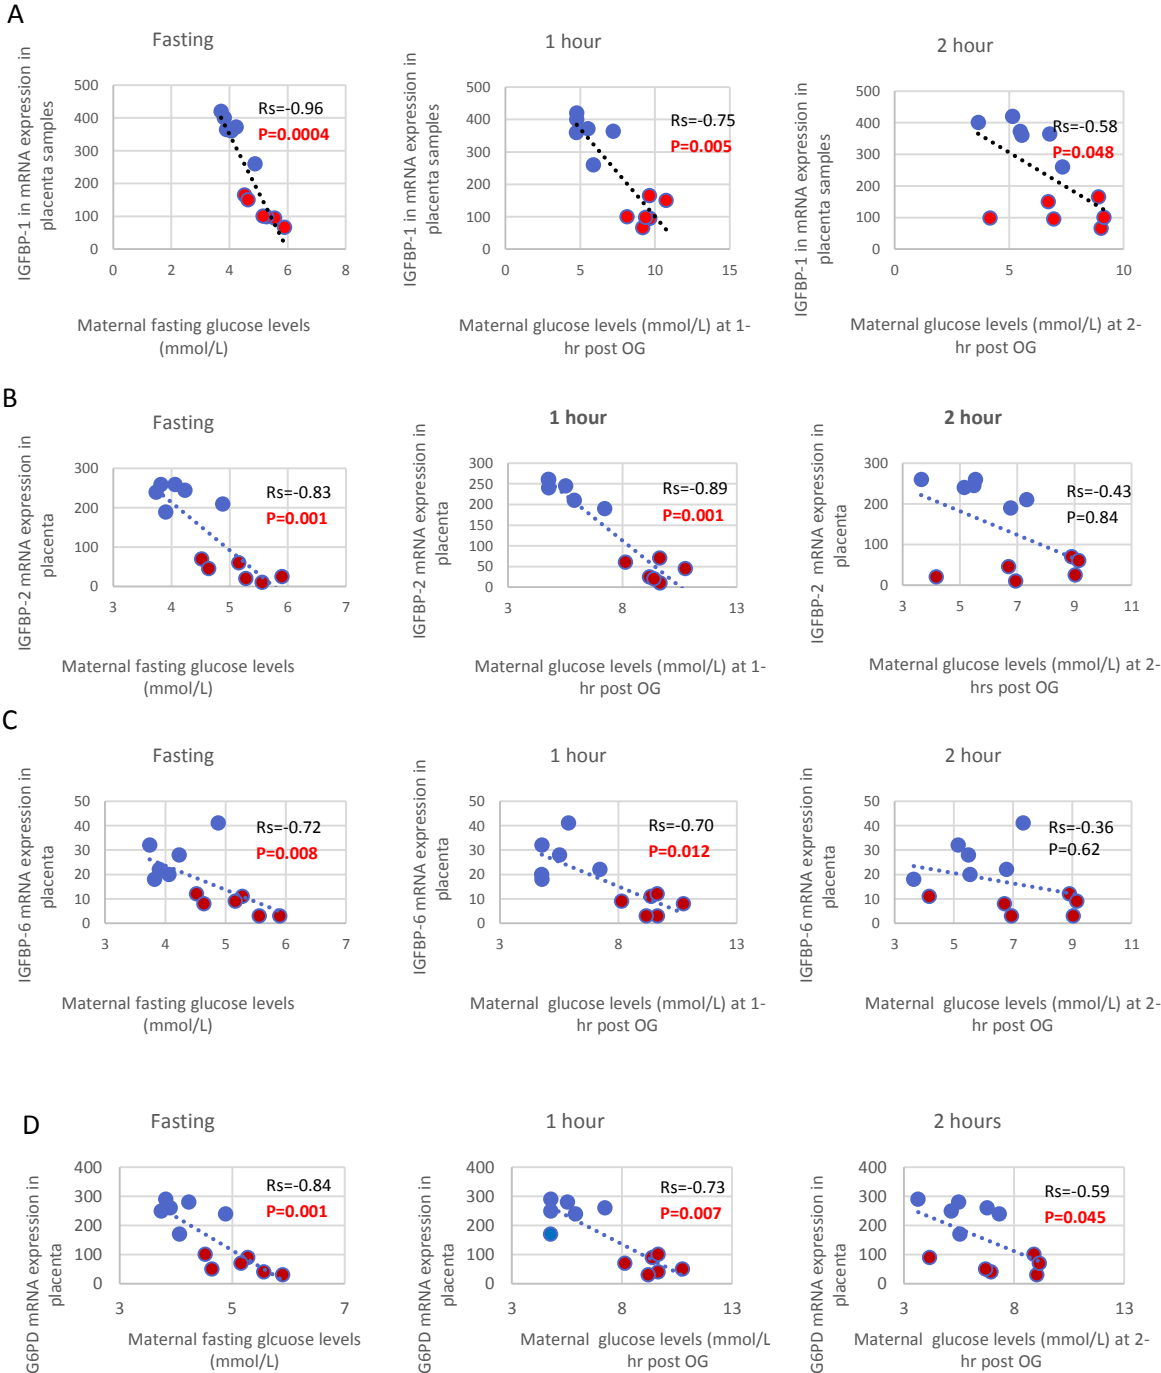 A
Fasting
IGFBP-1 in mRNA expression in
placenta samples
500
400
300
200
100
0
Rs=-0.96
P=0.0004
0 2 4 6 8
Maternal fasting glucose levels
(mmol/L)
1 hour
IGFBP-1 in mRNA expression in
placenta samples
500
400
300
200
100
0
Rs=-0.75
P=0.005
0 5 10 15
Maternal glucose levels (mmol/L) at 1-
hr post OG
2 hour
IGFBP-1 in mRNA expression in
placenta samples
500
400
300
200
100
0
Rs=-0.58
P=0.048
0 5 10
Maternal glucose levels (mmol/L) at 2-
hr post OG
B
Fasting
IGFBP-2 mRNA expression in
placenta
300
200
100
0
Rs=-0.83
P=0.001
3 4 5 6 7
Maternal fasting glucose levels
(mmol/L)
1 hour
IGFBP-2 mRNA expression in
placenta
300
250
200
150
100
50
0
Rs=-0.89
P=0.001
3 8 13
Maternal glucose levels (mmol/L) at 1-
hr post OG
2 hour
IGFBP-2 mRNA expression in
placenta
300
200
100
0
Rs=-0.43
P=0.84
3 5 7 9 11
Maternal glucose levels (mmol/L) at 2-
hrs post OG
C
Fasting
IGFBP-6 mRNA expression in
placenta
50
40
30
20
10
0
Rs=-0.72
P=0.008
3 4 5 6 7
Maternal fasting glucose levels
(mmol/L)
1 hour
IGFBP-6 mRNA expression in
placenta
50
40
30
20
10
0
Rs=-0.70
P=0.012
3 8 13
Maternal glucose levels (mmol/L) at 1-
hr post OG
2 hour
IGFBP-6 mRNA expression in
placenta
50
40
30
20
10
0
Rs=-0.36
P=0.62
3 5 7 9 11
Maternal glucose levels (mmol/L) at 2-
hr post OG
D
Fasting
G6PD mRNA expression in
placenta
400
300
200
100
0
Rs=-0.84
P=0.001
3 5 7
Maternal fasting glcuose levels
(mmol/L)
1 hour
G6PD mRNA expression in
placenta
400
300
200
100
0
Rs=-0.73
P=0.007
3 8 13
Maternal glucose levels (mmol/L
hr post OG
2 hours
G6PD mRNA expression in
placenta
400
300
200
100
0
Rs=-0.59
P=0.045
3 8 13
Maternal glucose levels (mmol/L) at 2-
hr post OG